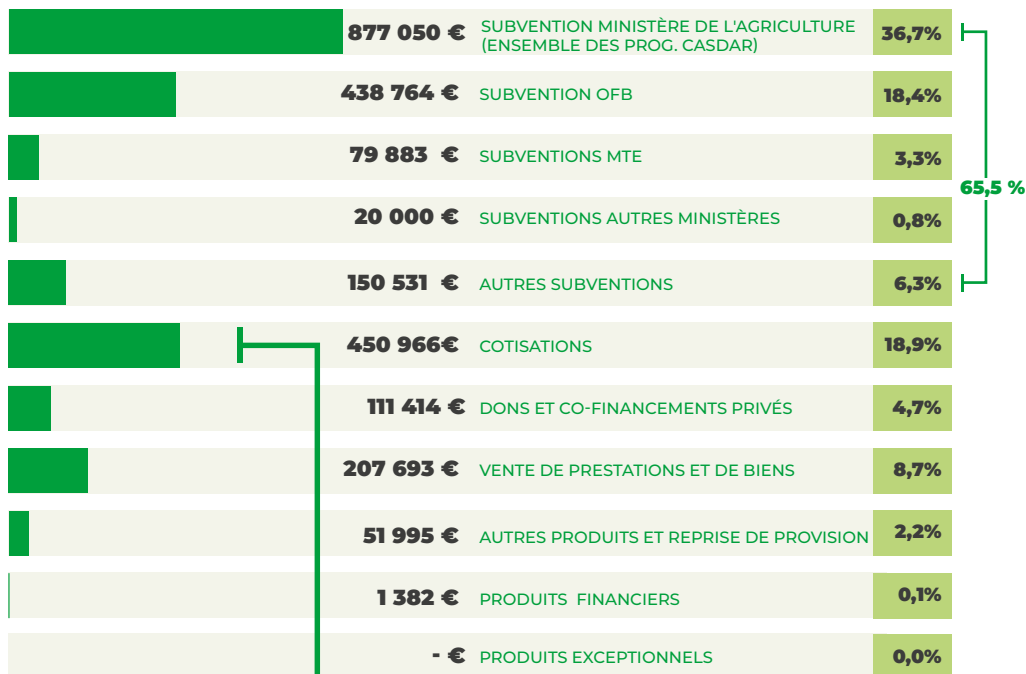 877 050 € SUBVENTION MINISTÈRE DE L'AGRICULTURE 36,7%
(ENSEMBLE DES PROG. CASDAR)
438 764 € SUBVENTION OFB 18,4%
79 883 € SUBVENTIONS MTE 3,3%
65,5 %
20 000 € SUBVENTIONS AUTRES MINISTÈRES 0,8%
150 531 € AUTRES SUBVENTIONS 6,3%
450 966€ COTISATIONS 18,9%
111 414 € DONS ET CO-FINANCEMENTS PRIVÉS 4,7%
207 693 € VENTE DE PRESTATIONS ET DE BIENS 8,7%
51 995 € AUTRES PRODUITS ET REPRISE DE PROVISION 2,2%
1 382 € PRODUITS FINANCIERS 0,1%
- € PRODUITS EXCEPTIONNELS 0,0%